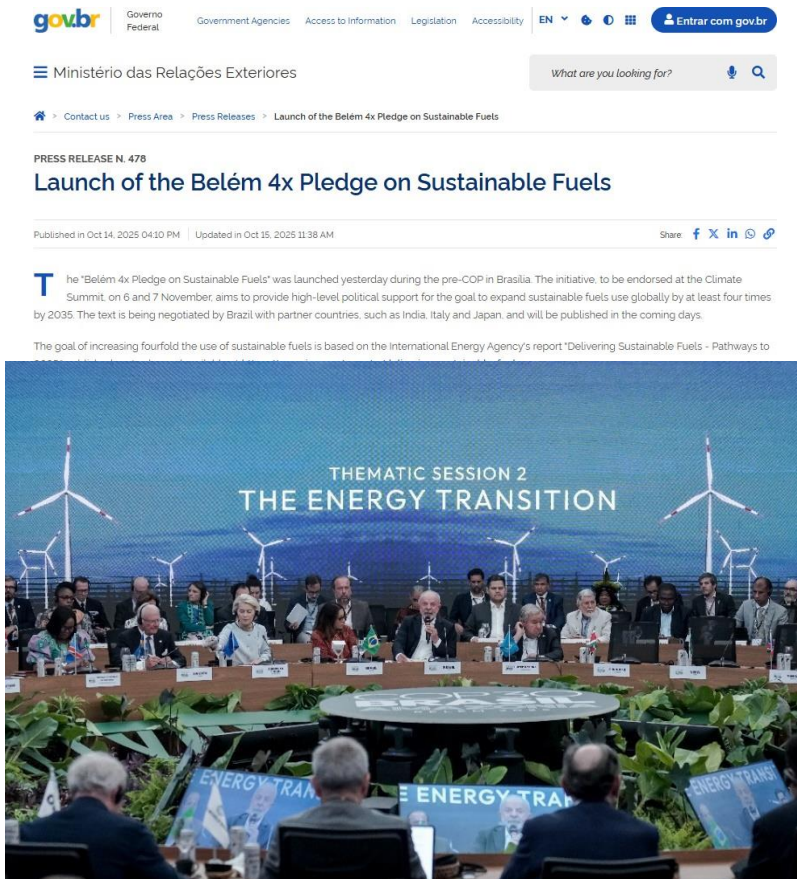 gov.br
Governo
Federal
Government Agencies
Access to Information
Legislation
Accessibility
EN
Entrar com gov.br
Ministério das Relações Exteriores
What are you looking for?
Contact us > Press Area > Press Releases > Launch of the Belém 4x Pledge on Sustainable Fuels
PRESS RELEASE N. 478
Launch of the Belém 4x Pledge on Sustainable Fuels
Published in Oct 14, 2025 04:10 PM
Updated in Oct 15, 2025 11:38 AM
Share:
The "Belém 4x Pledge on Sustainable Fuels" was launched yesterday during the pre-COP in Brasília. The initiative, to be endorsed at the Climate
Summit, on 6 and 7 November, aims to provide high-level political support for the goal to expand sustainable fuels use globally by at least four times
by 2035. The text is being negotiated by Brazil with partner countries, such as India, Italy and Japan, and will be published in the coming days.
The goal of increasing fourfold the use of sustainable fuels is based on the International Energy Agency's report "Delivering Sustainable Fuels - Pathways to
THEMATIC SESSION 2
THE ENERGY TRANSITION
BRASIL
ENERGY TRAN
E ENERGY TRA
ENERGY TRANSI